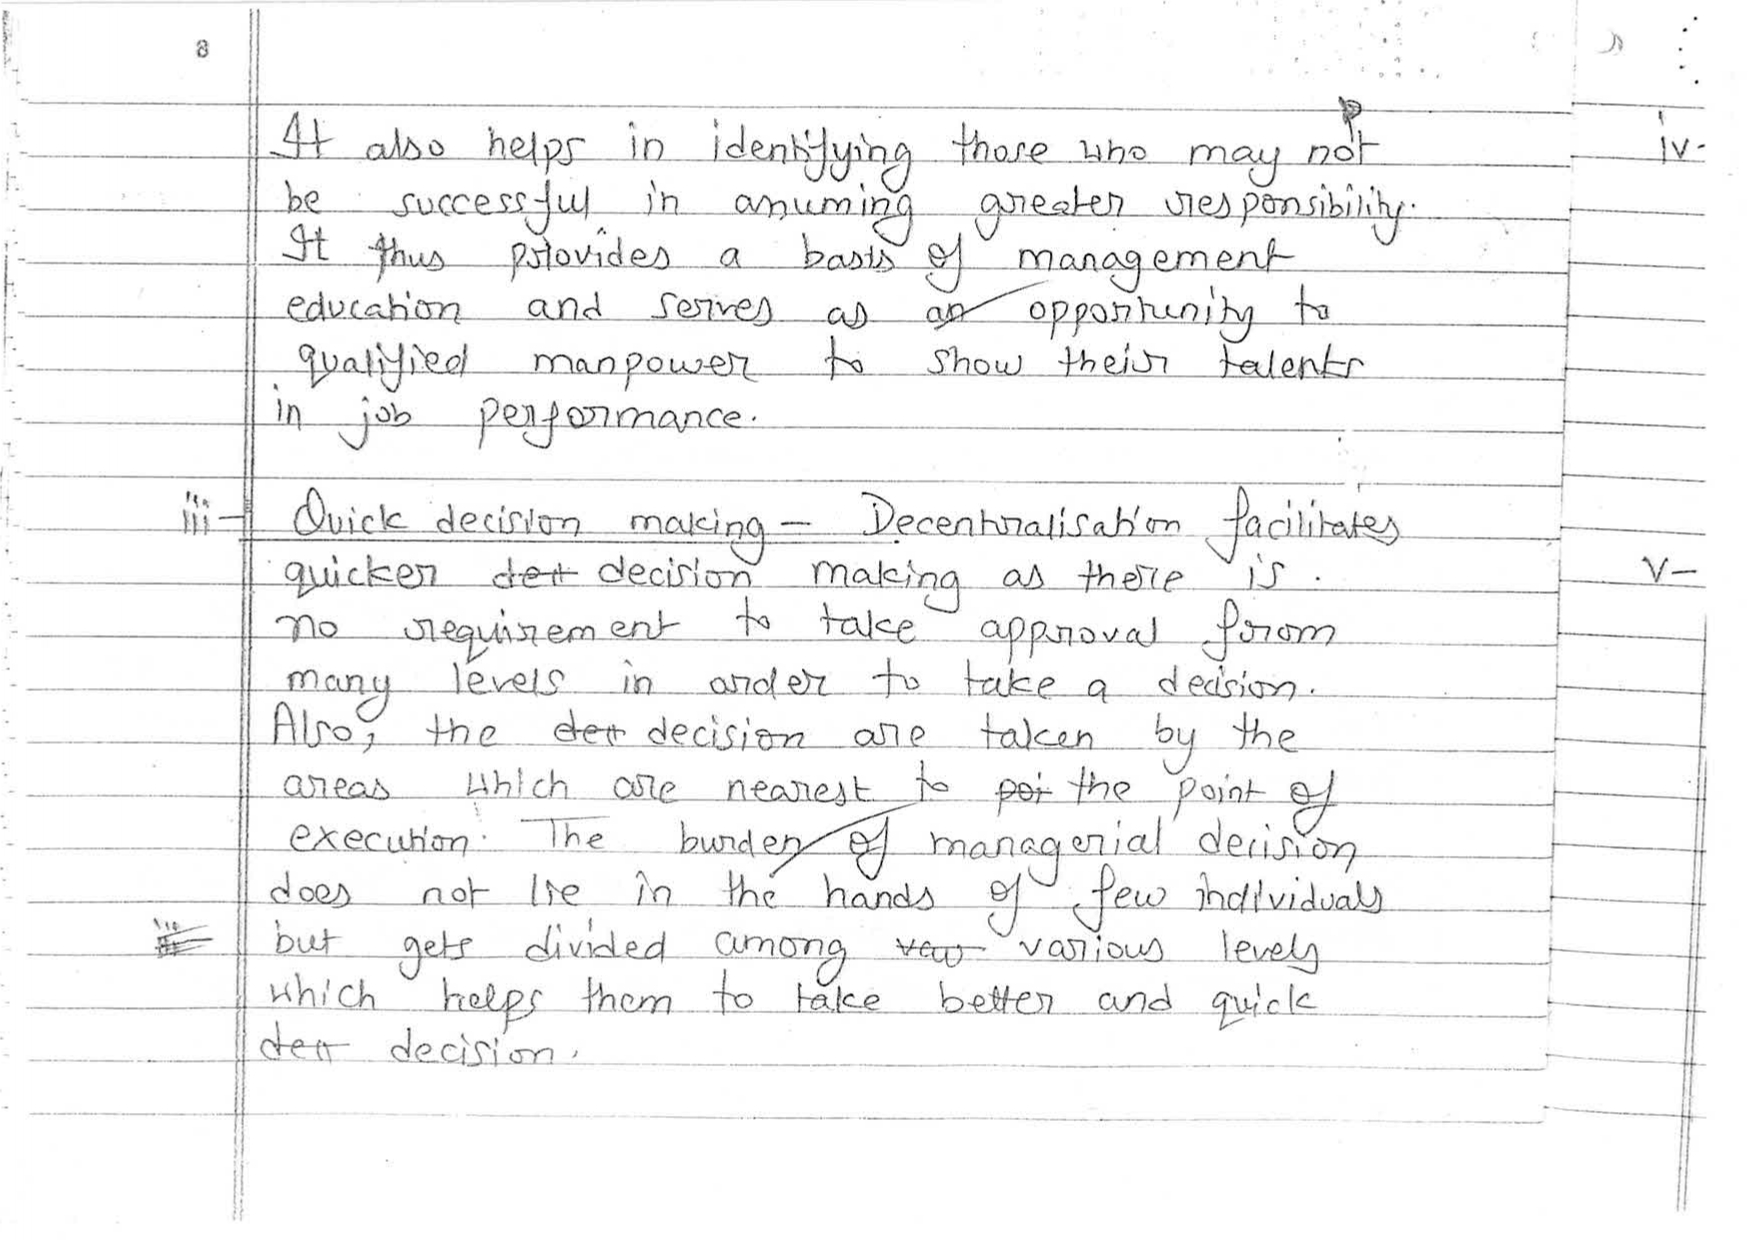 8
It also helps in identifying those who may not
be successful in assuming greater responsibility.
It thus provides a basis of management
education and serves as an opportunity to
qualified manpower to show their talents
in job performance.
iii- Quick decision making - Decentralisation facilitates
quicker decision making as there is
no requirement to take approval from
many levels in order to take a decision.
Also, the decision are taken by the
areas which are nearest to the point of
execution. The burden of managerial decision
does not lie in the hands of few individuals
but gets divided among various levels
which helps them to take better and quick
decision.
iv-
v-